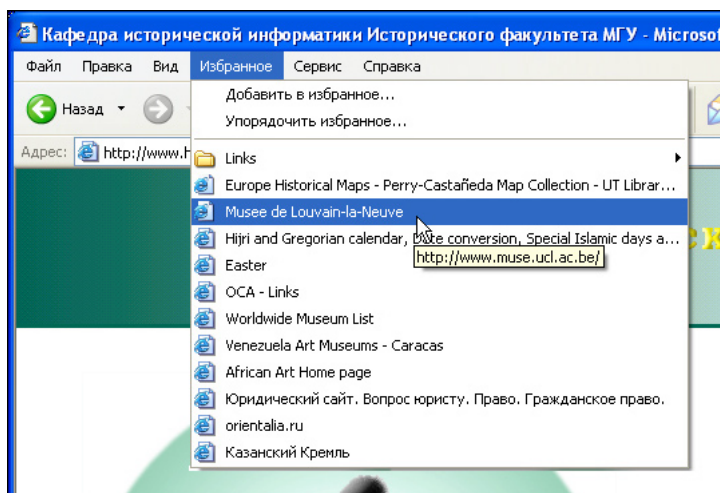 Кафедра исторической информатики Исторического факультета МГУ - Microsof
Файл Правка Вид Избранное Сервис Справка
Назад
Добавить в избранное...
Упорядочить избранное...
Адрес: http://www.h
Links
Europe Historical Maps - Perry-Castañeda Map Collection - UT Librar...
Musee de Louvain-la-Neuve
Hijri and Gregorian calendar, Date conversion, Special Islamic days a...
http://www.muse.ucl.ac.be/
Easter
OCA - Links
Worldwide Museum List
Venezuela Art Museums - Caracas
African Art Home page
Юридический сайт. Вопрос юристу. Право. Гражданское право.
orientalia.ru
Казанский Кремль